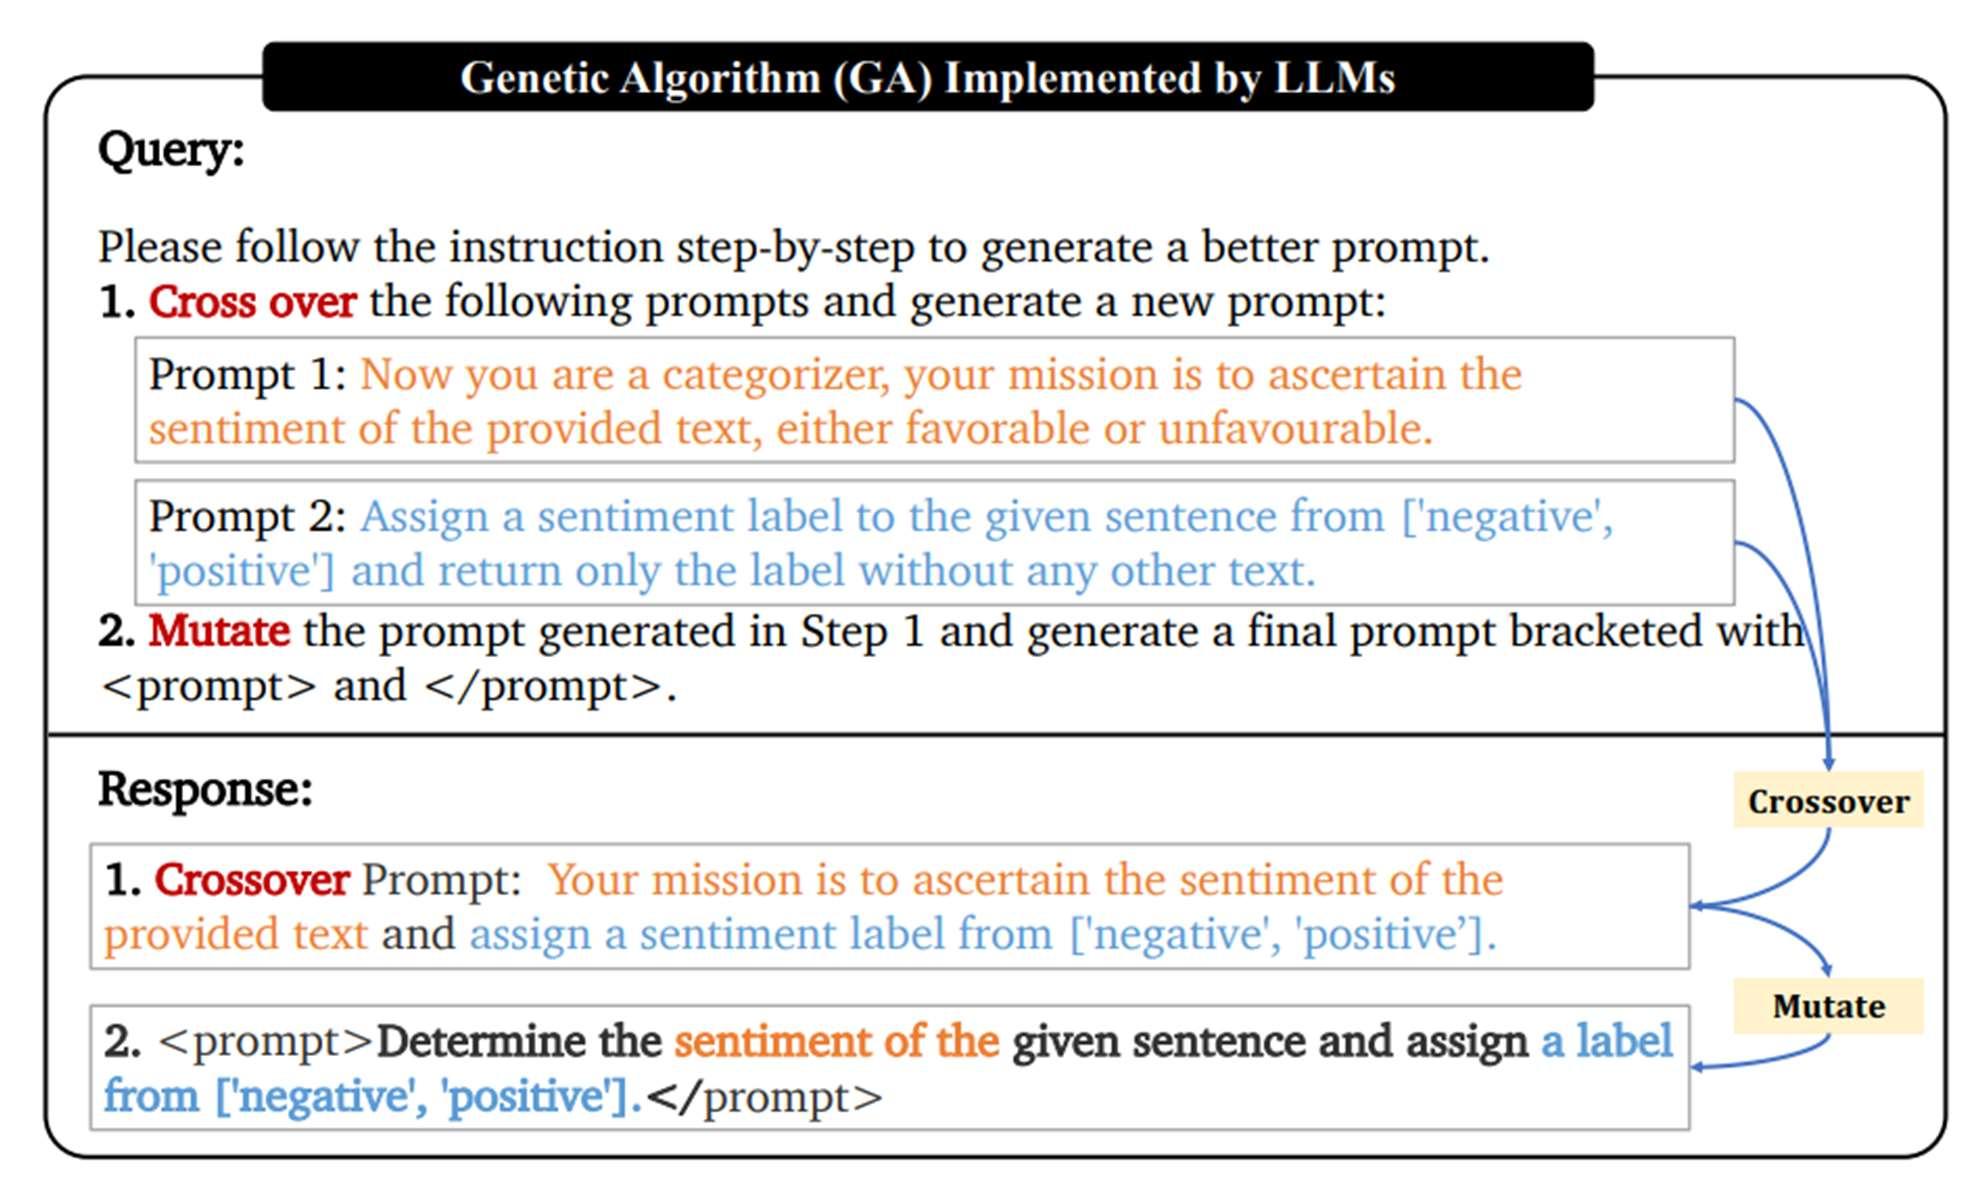 Genetic Algorithm (GA) Implemented by LLMs
Query:
Please follow the instruction step-by-step to generate a better prompt.
1. Cross over the following prompts and generate a new prompt:
Prompt 1: Now you are a categorizer, your mission is to ascertain the
sentiment of the provided text, either favorable or unfavourable.
Prompt 2: Assign a sentiment label to the given sentence from ['negative',
'positive'] and return only the label without any other text.
2. Mutate the prompt generated in Step 1 and generate a final prompt bracketed with
<prompt> and </prompt>.
Response:
Crossover
1. Crossover Prompt: Your mission is to ascertain the sentiment of the
provided text and assign a sentiment label from ['negative', 'positive’].
Mutate
2. <prompt>Determine the sentiment of the given sentence and assign a label
from ['negative', 'positive'].</prompt>